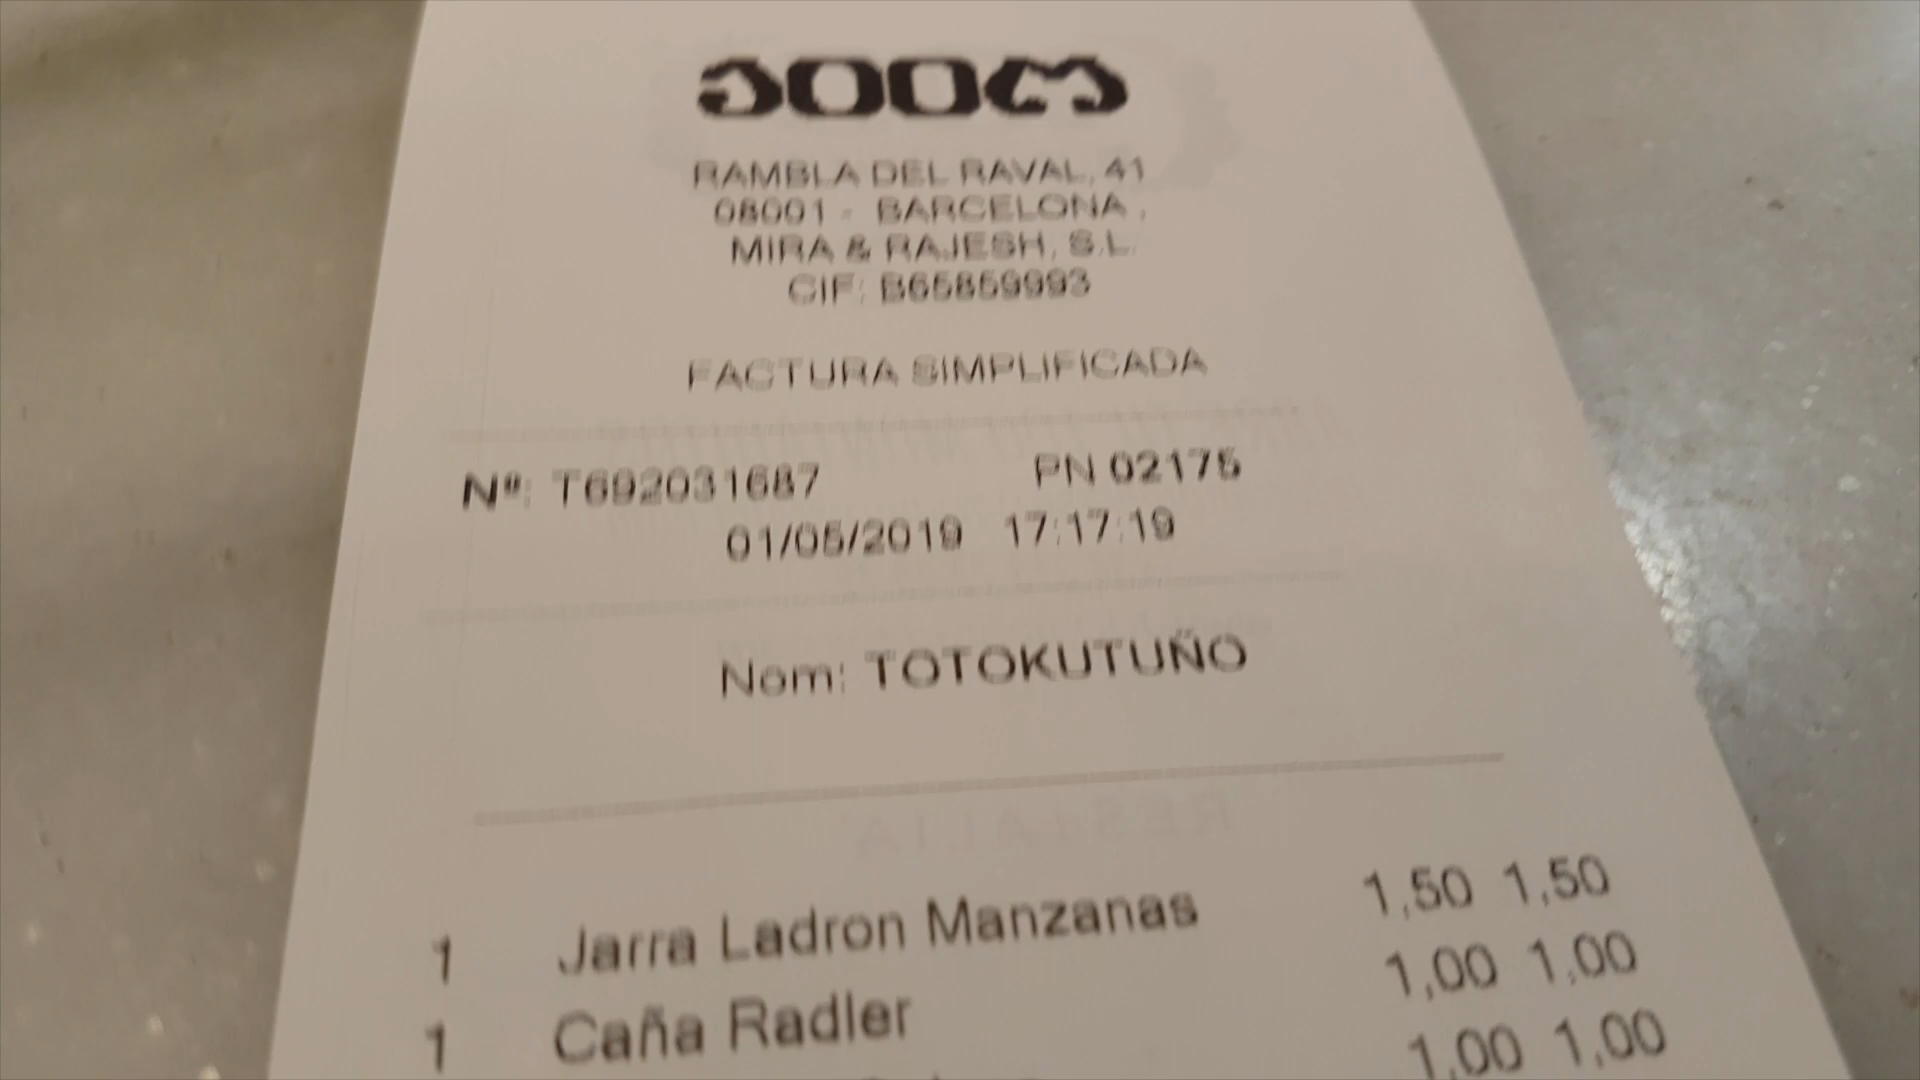 100M
RAMBLA DEL RAVAL, 41
08001 - BARCELONA,
MIRA & RAJESH, S.L.
CIF: B65859993
FACTURA SIMPLIFICADA
Nº: T692031687 PN 02175
01/05/2019 17:17:19
Nom: TOTOKUTUÑO
1 Jarra Ladron Manzanas 1,50 1,50
1 Caña Radler 1,00 1,00
1,00 1,00